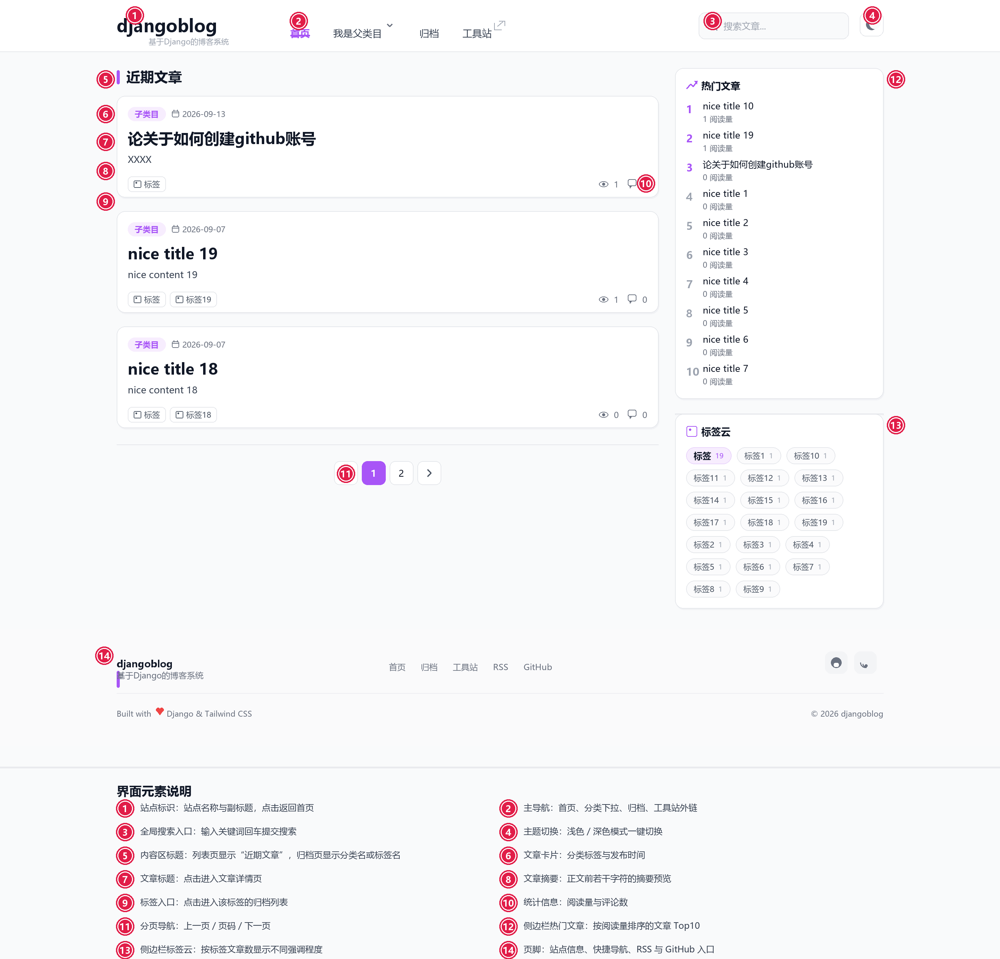 1
djangoblog
基于Django的博客系统
2
首页
我是父类目
归档
工具站
3
搜索文章...
4
5
近期文章
6
子类目 2026-09-13
7
论关于如何创建github账号
XXXX
8
标签
1
10
9
子类目 2026-09-07
nice title 19
nice content 19
标签 标签19
1 0
子类目 2026-09-07
nice title 18
nice content 18
标签 标签18
0 0
11 1 2
12
热门文章
1 nice title 10
1 阅读量
2 nice title 19
1 阅读量
3 论关于如何创建github账号
0 阅读量
4 nice title 1
0 阅读量
5 nice title 2
0 阅读量
6 nice title 3
0 阅读量
7 nice title 4
0 阅读量
8 nice title 5
0 阅读量
9 nice title 6
0 阅读量
10 nice title 7
0 阅读量
13
标签云
标签 19 标签1 1 标签10 1
标签11 1 标签12 1 标签13 1
标签14 1 标签15 1 标签16 1
标签17 1 标签18 1 标签19 1
标签2 1 标签3 1 标签4 1
标签5 1 标签6 1 标签7 1
标签8 1 标签9 1
14
djangoblog
基于Django的博客系统
首页 归档 工具站 RSS GitHub
Built with Django & Tailwind CSS
© 2026 djangoblog
界面元素说明
1 站点标识：站点名称与副标题，点击返回首页
2 主导航：首页、分类下拉、归档、工具站外链
3 全局搜索入口：输入关键词回车提交搜索
4 主题切换：浅色 / 深色模式一键切换
5 内容区标题：列表页显示“近期文章”，归档页显示分类名或标签名
6 文章卡片：分类标签与发布时间
7 文章标题：点击进入文章详情页
8 文章摘要：正文前若干字符的摘要预览
9 标签入口：点击进入该标签的归档列表
10 统计信息：阅读量与评论数
11 分页导航：上一页 / 页码 / 下一页
12 侧边栏热门文章：按阅读量排序的文章 Top10
13 侧边栏标签云：按标签文章数显示不同强调程度
14 页脚：站点信息、快捷导航、RSS 与 GitHub 入口